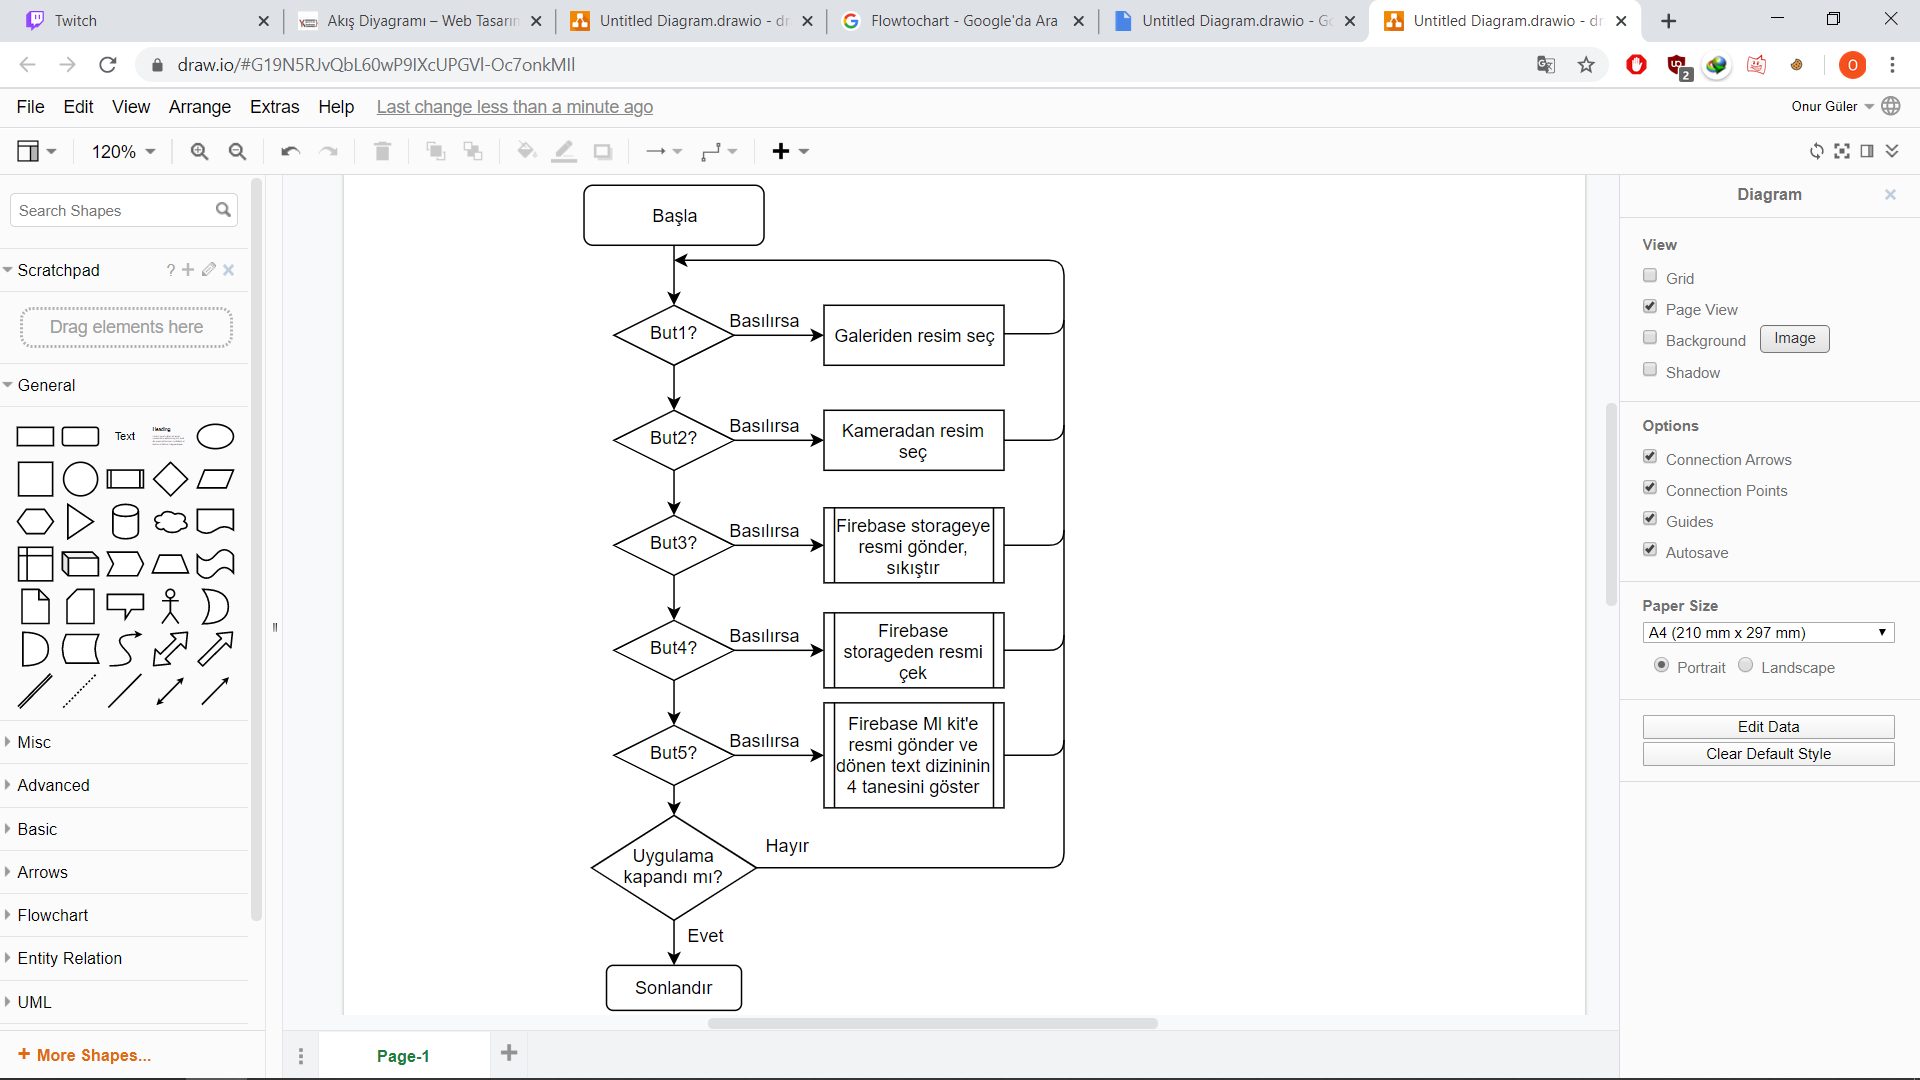 Twitch
Akış Diyagramı – Web Tasarın
Untitled Diagram.drawio - dr
Flowtochart - Google'da Ara
Untitled Diagram.drawio - Go
Untitled Diagram.drawio - dr
draw.io/#G19N5RJvQbL60wP9IXcUPGVl-Oc7onkMIl
2
O
File Edit View Arrange Extras Help Last change less than a minute ago
Onur Güler
120%
Search Shapes
Scratchpad
?
Drag elements here
General
Text
Heading
Misc
Advanced
Basic
Arrows
Flowchart
Entity Relation
UML
+ More Shapes...
Başla
But1?
Basılırsa
Galeriden resim seç
But2?
Basılırsa
Kameradan resim
seç
But3?
Basılırsa
Firebase storageye
resmi gönder,
sıkıştır
But4?
Basılırsa
Firebase
storageden resmi
çek
But5?
Basılırsa
Firebase Ml kit'e
resmi gönder ve
dönen text dizininin
4 tanesini göster
Uygulama
kapandı mı?
Hayır
Evet
Sonlandır
Page-1
Diagram
View
Grid
Page View
Background
Image
Shadow
Options
Connection Arrows
Connection Points
Guides
Autosave
Paper Size
A4 (210 mm x 297 mm)
Portrait Landscape
Edit Data
Clear Default Style